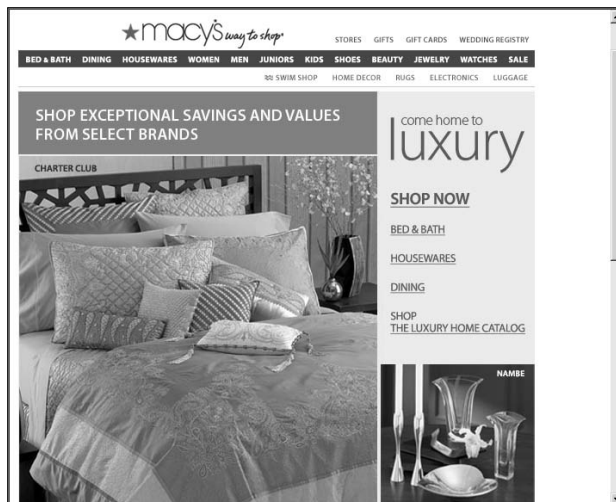 ★macy's way to shop®
STORES GIFTS GIFT CARDS WEDDING REGISTRY
BED & BATH DINING HOUSEWARES WOMEN MEN JUNIORS KIDS SHOES BEAUTY JEWELRY WATCHES SALE
SWIM SHOP HOME DECOR RUGS ELECTRONICS LUGGAGE
SHOP EXCEPTIONAL SAVINGS AND VALUES
FROM SELECT BRANDS
CHARTER CLUB
come home to
luxury
SHOP NOW
BED & BATH
HOUSEWARES
DINING
SHOP
THE LUXURY HOME CATALOG
NAMBE